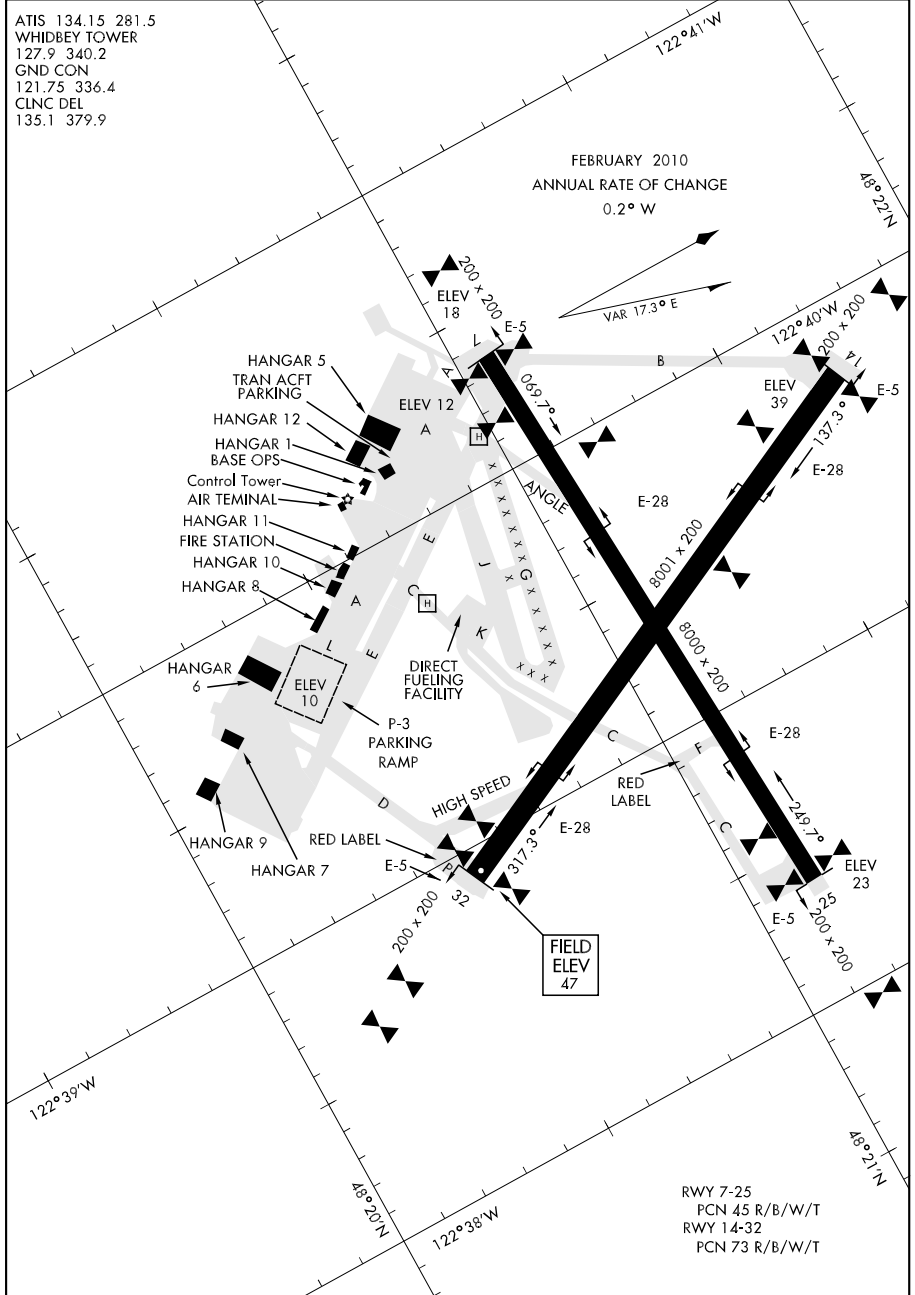 ATIS 134.15 281.5
WHIDBEY TOWER
127.9 340.2
GND CON
121.75 336.4
CLNC DEL
135.1 379.9
122°41'W
FEBRUARY 2010
ANNUAL RATE OF CHANGE
0.2° W
48°22'N
VAR 17.3° E
200 x 200
ELEV
18
E-5
7
122°40'W
200 x 200
14
E-5
B
ELEV
39
137.3°
E-28
HANGAR 5
TRAN ACFT
PARKING
HANGAR 12
HANGAR 1
BASE OPS
Control Tower
AIR TEMINAL
HANGAR 11
FIRE STATION
HANGAR 10
HANGAR 8
ELEV 12
A
A
H
069.7°
ANGLE
E-28
8001 x 200
x x x x x x x x x x x x x x x x x x
E
J
G
C
H
K
A
E
L
DIRECT
FUELING
FACILITY
8000 x 200
HANGAR
6
ELEV
10
P-3
PARKING
RAMP
C
F
E-28
RED
LABEL
C
249.7°
HANGAR 9
HANGAR 7
D
HIGH SPEED
RED LABEL
E-5
P
317.3°
E-28
32
200 x 200
ELEV
23
25
E-5
200 x 200
FIELD
ELEV
47
122°39'W
48°21'N
48°20'N
122°38'W
RWY 7-25
PCN 45 R/B/W/T
RWY 14-32
PCN 73 R/B/W/T